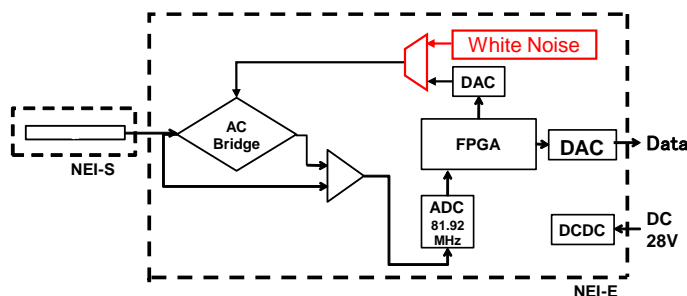 White Noise
DAC
AC
Bridge
FPGA
DAC
Data
NEI-S
ADC
81.92
MHz
DCDC
DC
28V
NEI-E